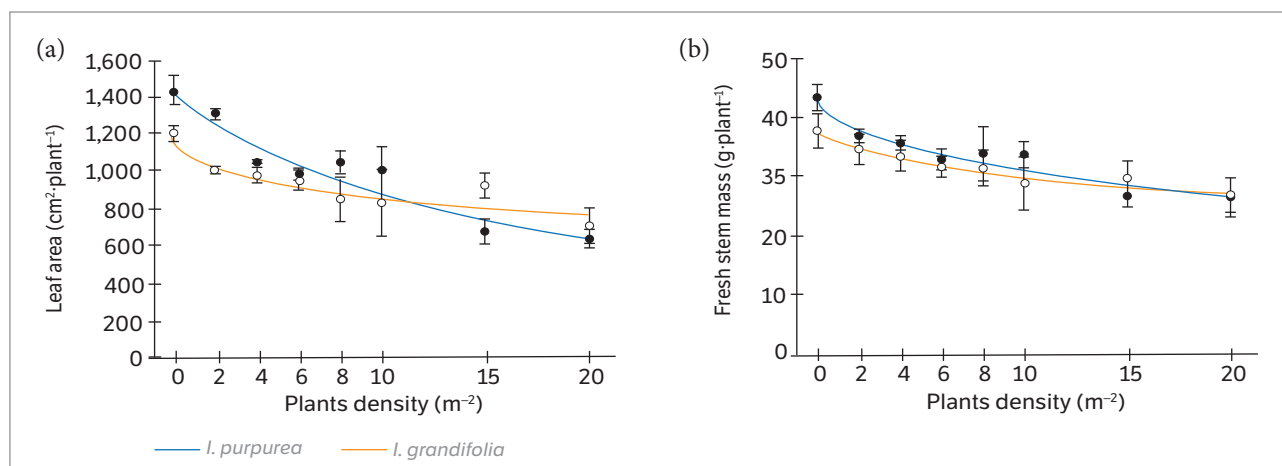 (a)
1,600
1,400
1,200
1,000
800
600
400
200
0
Leaf area (cm²·plant⁻¹)
0 2 4 6 8 10 15 20
Plants density (m⁻²)
(b)
50
40
35
20
10
0
Fresh stem mass (g·plant⁻¹)
0 2 4 6 8 10 15 20
Plants density (m⁻²)
I. purpurea I. grandifolia